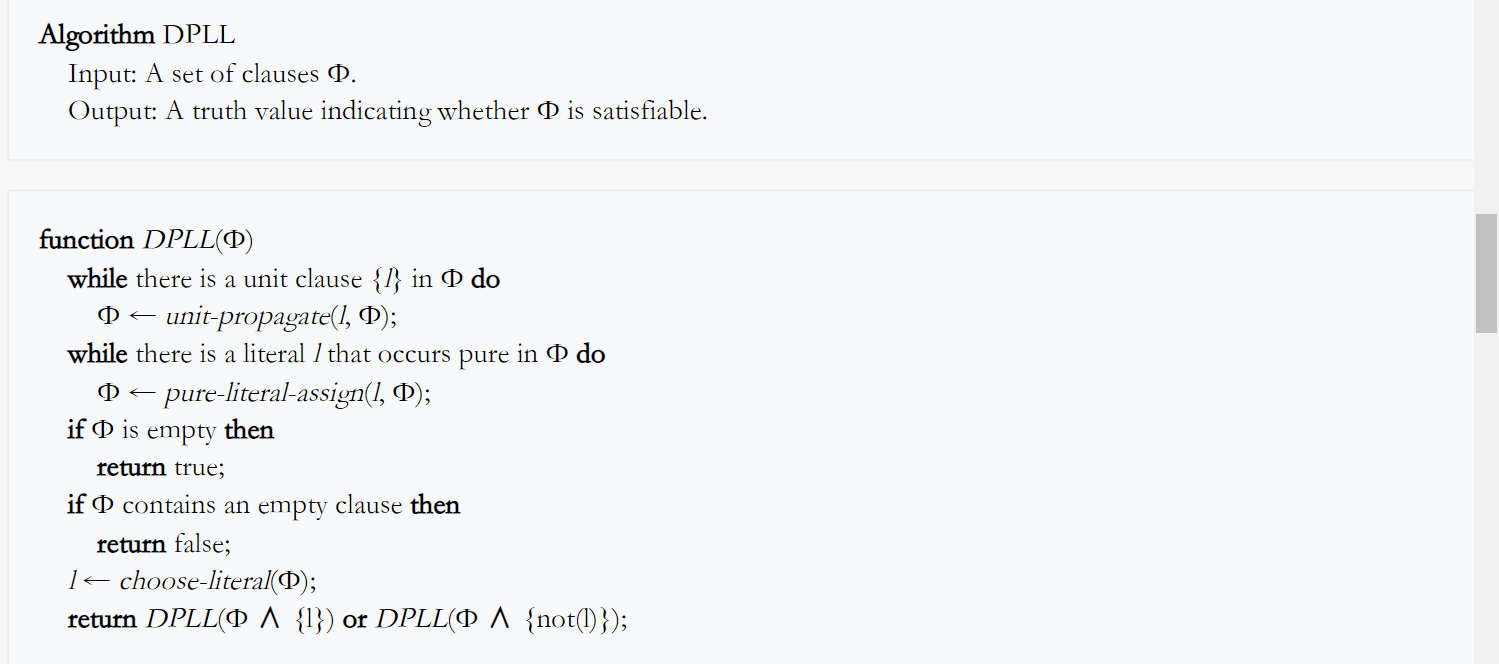 Algorithm DPLL
Input: A set of clauses Φ.
Output: A truth value indicating whether Φ is satisfiable.
function DPLL(Φ)
while there is a unit clause {l} in Φ do
Φ ← unit-propagate(l, Φ);
while there is a literal l that occurs pure in Φ do
Φ ← pure-literal-assign(l, Φ);
if Φ is empty then
return true;
if Φ contains an empty clause then
return false;
l ← choose-literal(Φ);
return DPLL(Φ ∧ {l}) or DPLL(Φ ∧ {not(l)});